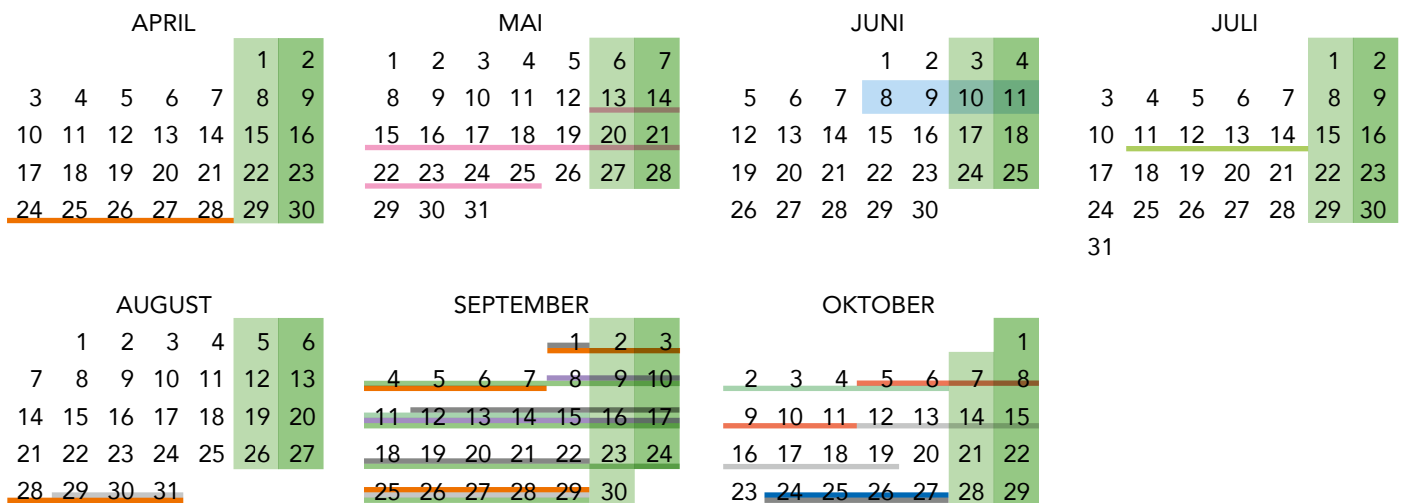 APRIL MAI JUNI JULI
1 2 1 2 3 4 5 6 7 1 2 3 4 1 2
3 4 5 6 7 8 9 8 9 10 11 12 13 14 5 6 7 8 9 10 11 3 4 5 6 7 8 9
10 11 12 13 14 15 16 15 16 17 18 19 20 21 12 13 14 15 16 17 18 10 11 12 13 14 15 16
17 18 19 20 21 22 23 22 23 24 25 26 27 28 19 20 21 22 23 24 25 17 18 19 20 21 22 23
24 25 26 27 28 29 30 29 30 31 26 27 28 29 30 24 25 26 27 28 29 30
31
AUGUST SEPTEMBER OKTOBER
1 2 3 4 5 6 1 2 3 1
7 8 9 10 11 12 13 4 5 6 7 8 9 10 2 3 4 5 6 7 8
14 15 16 17 18 19 20 11 12 13 14 15 16 17 9 10 11 12 13 14 15
21 22 23 24 25 26 27 18 19 20 21 22 23 24 16 17 18 19 20 21 22
28 29 30 31 25 26 27 28 29 30 23 24 25 26 27 28 29